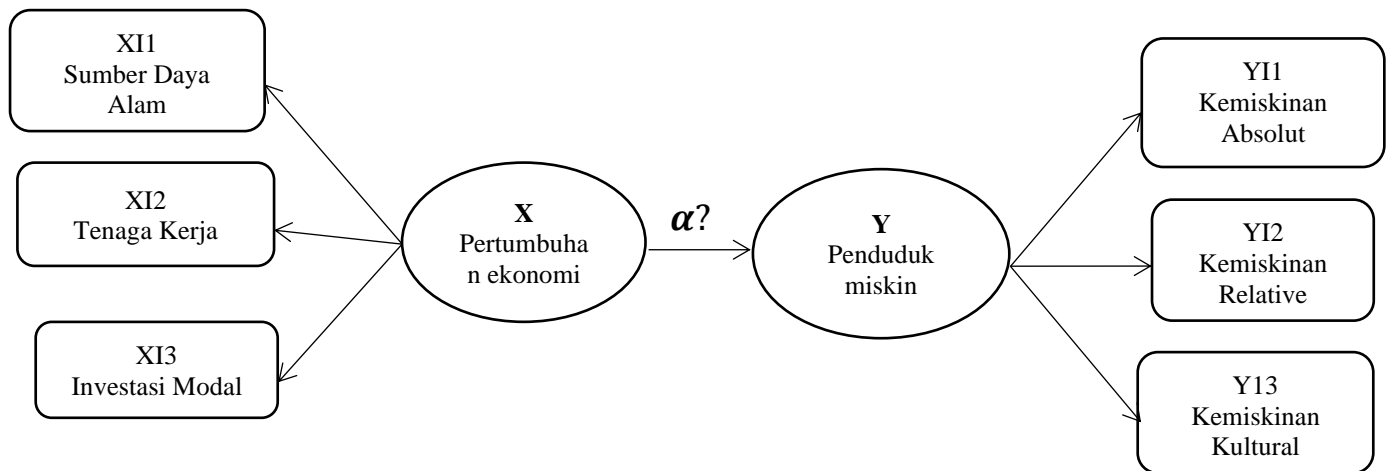 XI1
Sumber Daya
Alam
XI2
Tenaga Kerja
XI3
Investasi Modal
X
Pertumbuha
n ekonomi
α?
Y
Penduduk
miskin
YI1
Kemiskinan
Absolut
YI2
Kemiskinan
Relative
Y13
Kemiskinan
Kultural